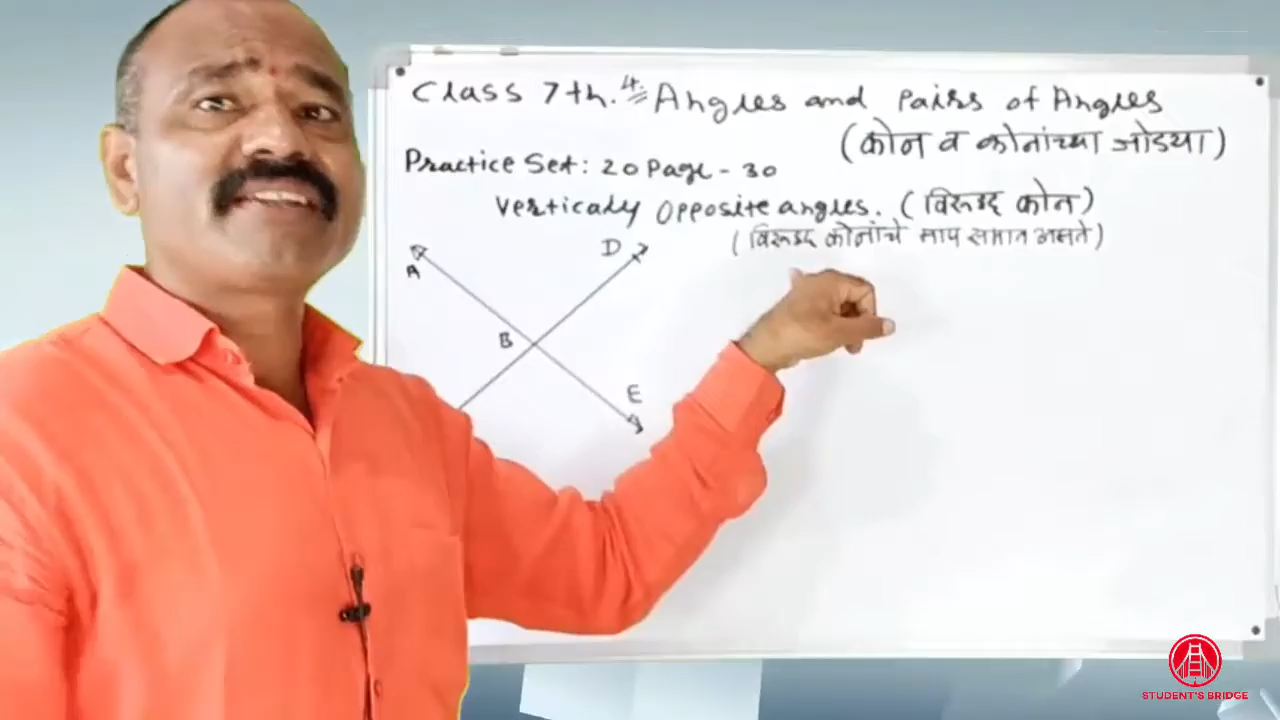 Class 7th. 4. Angles and Pairs of Angles
(कोन व कोनांच्या जोडया)
Practice Set: 20 Page - 30
Vertically opposite angles. (विरूद्ध कोन)
(विरूद्ध कोनांचे माप समान असते)
A
D
B
E
STUDENT'S BRIDGE